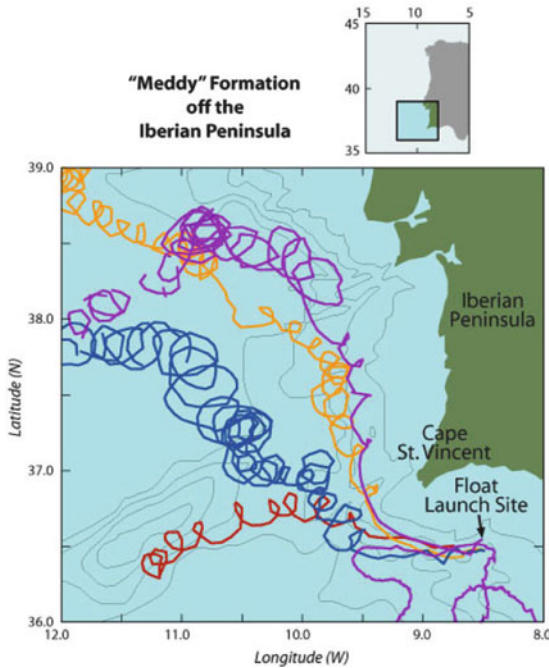 15 10 5
45
40
35
"Meddy" Formation
off the
Iberian Peninsula
39.0
38.0
37.0
36.0
Latitude (N)
Iberian
Peninsula
Cape
St. Vincent
Float
Launch Site
12.0 11.0 10.0 9.0 8.0
Longitude (W)